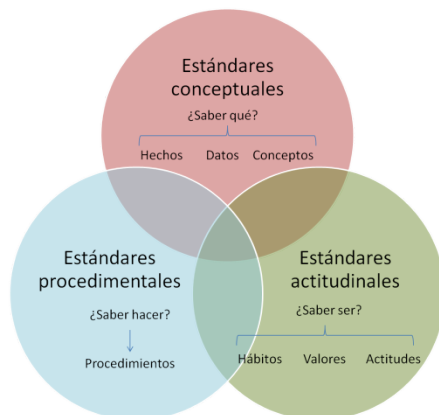 Estándares
conceptuales
¿Saber qué?
Hechos Datos Conceptos
Estándares
procedimentales
¿Saber hacer?
Procedimientos
Estándares
actitudinales
¿Saber ser?
Hábitos Valores Actitudes